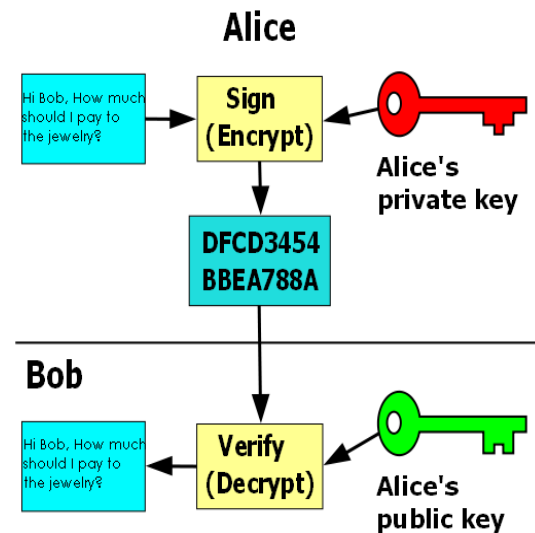 Alice
Hi Bob, How much
should I pay to
the jewelry?
Sign
(Encrypt)
Alice's
private key
DFCD3454
BBEA788A
Bob
Hi Bob, How much
should I pay to
the jewelry?
Verify
(Decrypt)
Alice's
public key